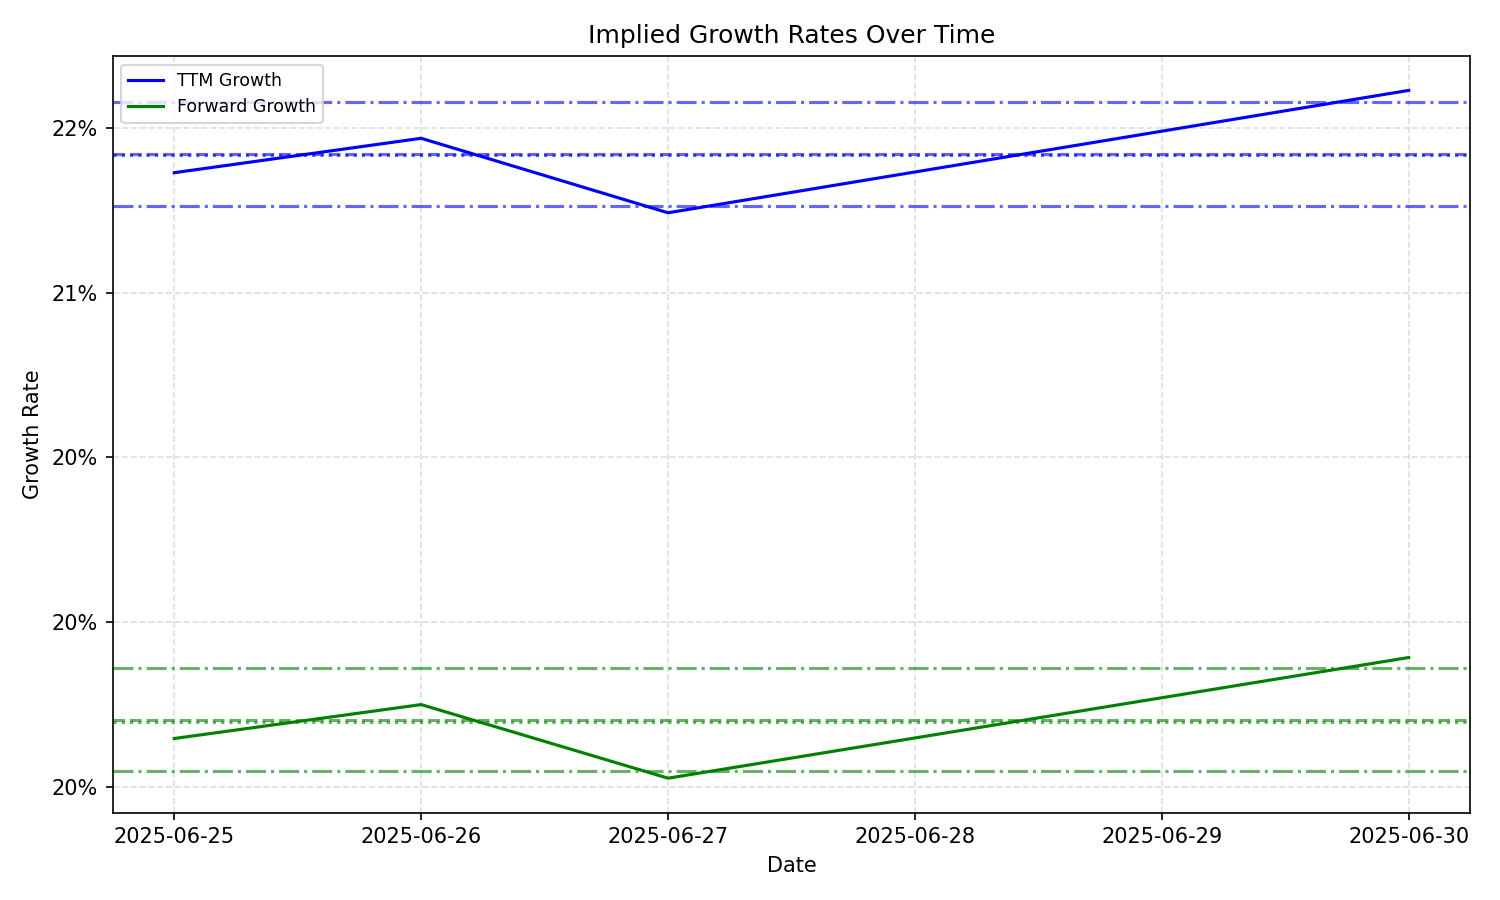 Implied Growth Rates Over Time
TTM Growth
Forward Growth
22%
21%
20%
20%
20%
Growth Rate
2025-06-25
2025-06-26
2025-06-27
2025-06-28
2025-06-29
2025-06-30
Date